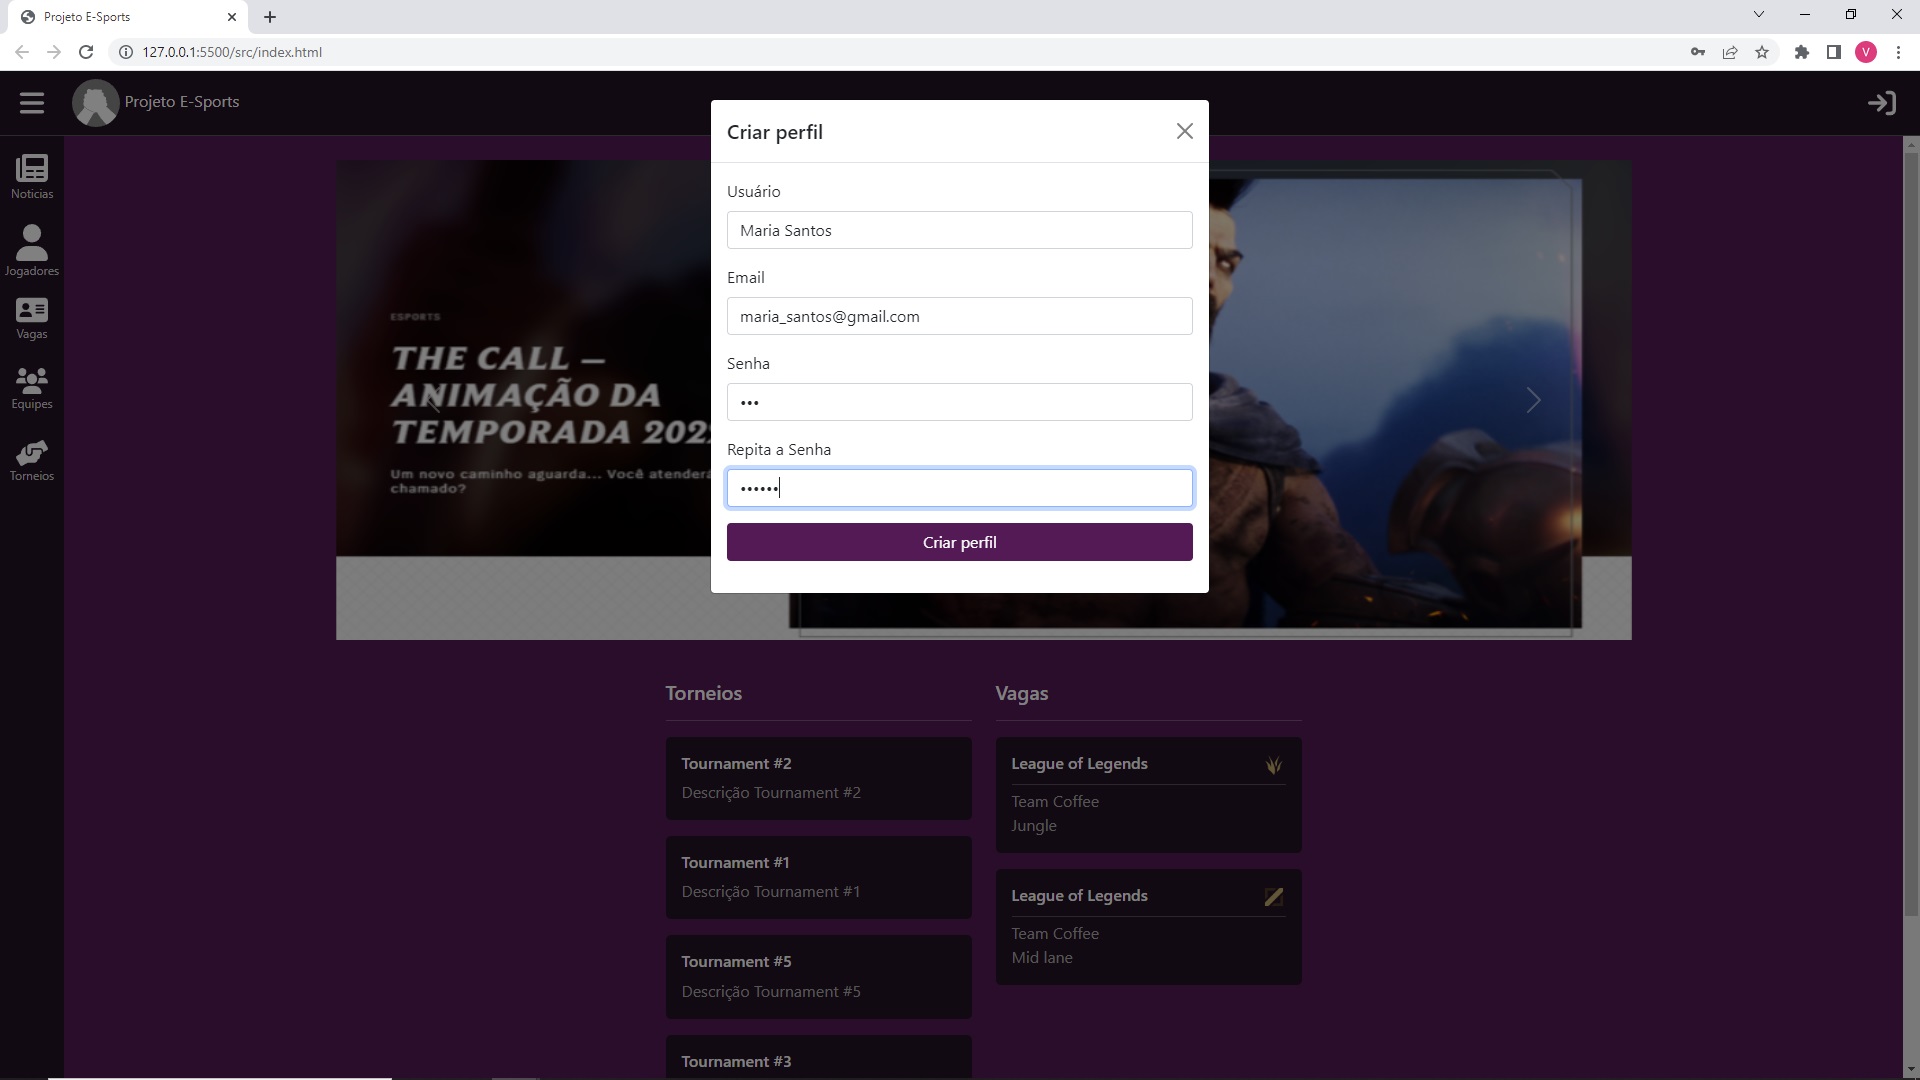 Projeto E-Sports
127.0.0.1:5500/src/index.html
V
Projeto E-Sports
Noticias
Jogadores
Vagas
Equipes
Torneios
Criar perfil
Usuário
Maria Santos
Email
maria_santos@gmail.com
Senha
•••
Repita a Senha
••••••
Criar perfil
ESPORTS
THE CALL –
ANIMAÇÃO DA
TEMPORADA 202
Um novo caminho aguarda... Você atender
chamado?
Torneios
Tournament #2
Descrição Tournament #2
Tournament #1
Descrição Tournament #1
Tournament #5
Descrição Tournament #5
Tournament #3
Vagas
League of Legends
Team Coffee
Jungle
League of Legends
Team Coffee
Mid lane